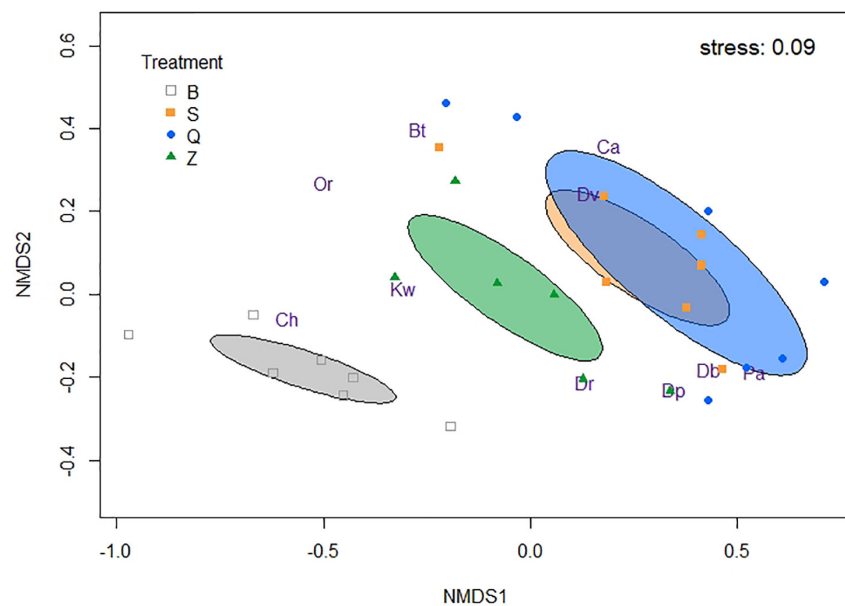 stress: 0.09
Treatment
B
S
Q
Z
Bt
Ca
Or
Dv
Kw
Ch
Dr
Dp
Db
Pa
NMDS2
0.6
0.4
0.2
0.0
-0.2
-0.4
-1.0 -0.5 0.0 0.5
NMDS1